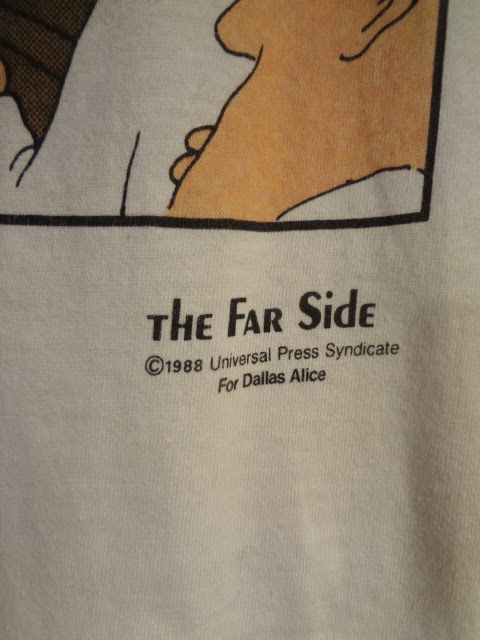 THE FAR SidE
©1988 Universal Press Syndicate
For Dallas Alice